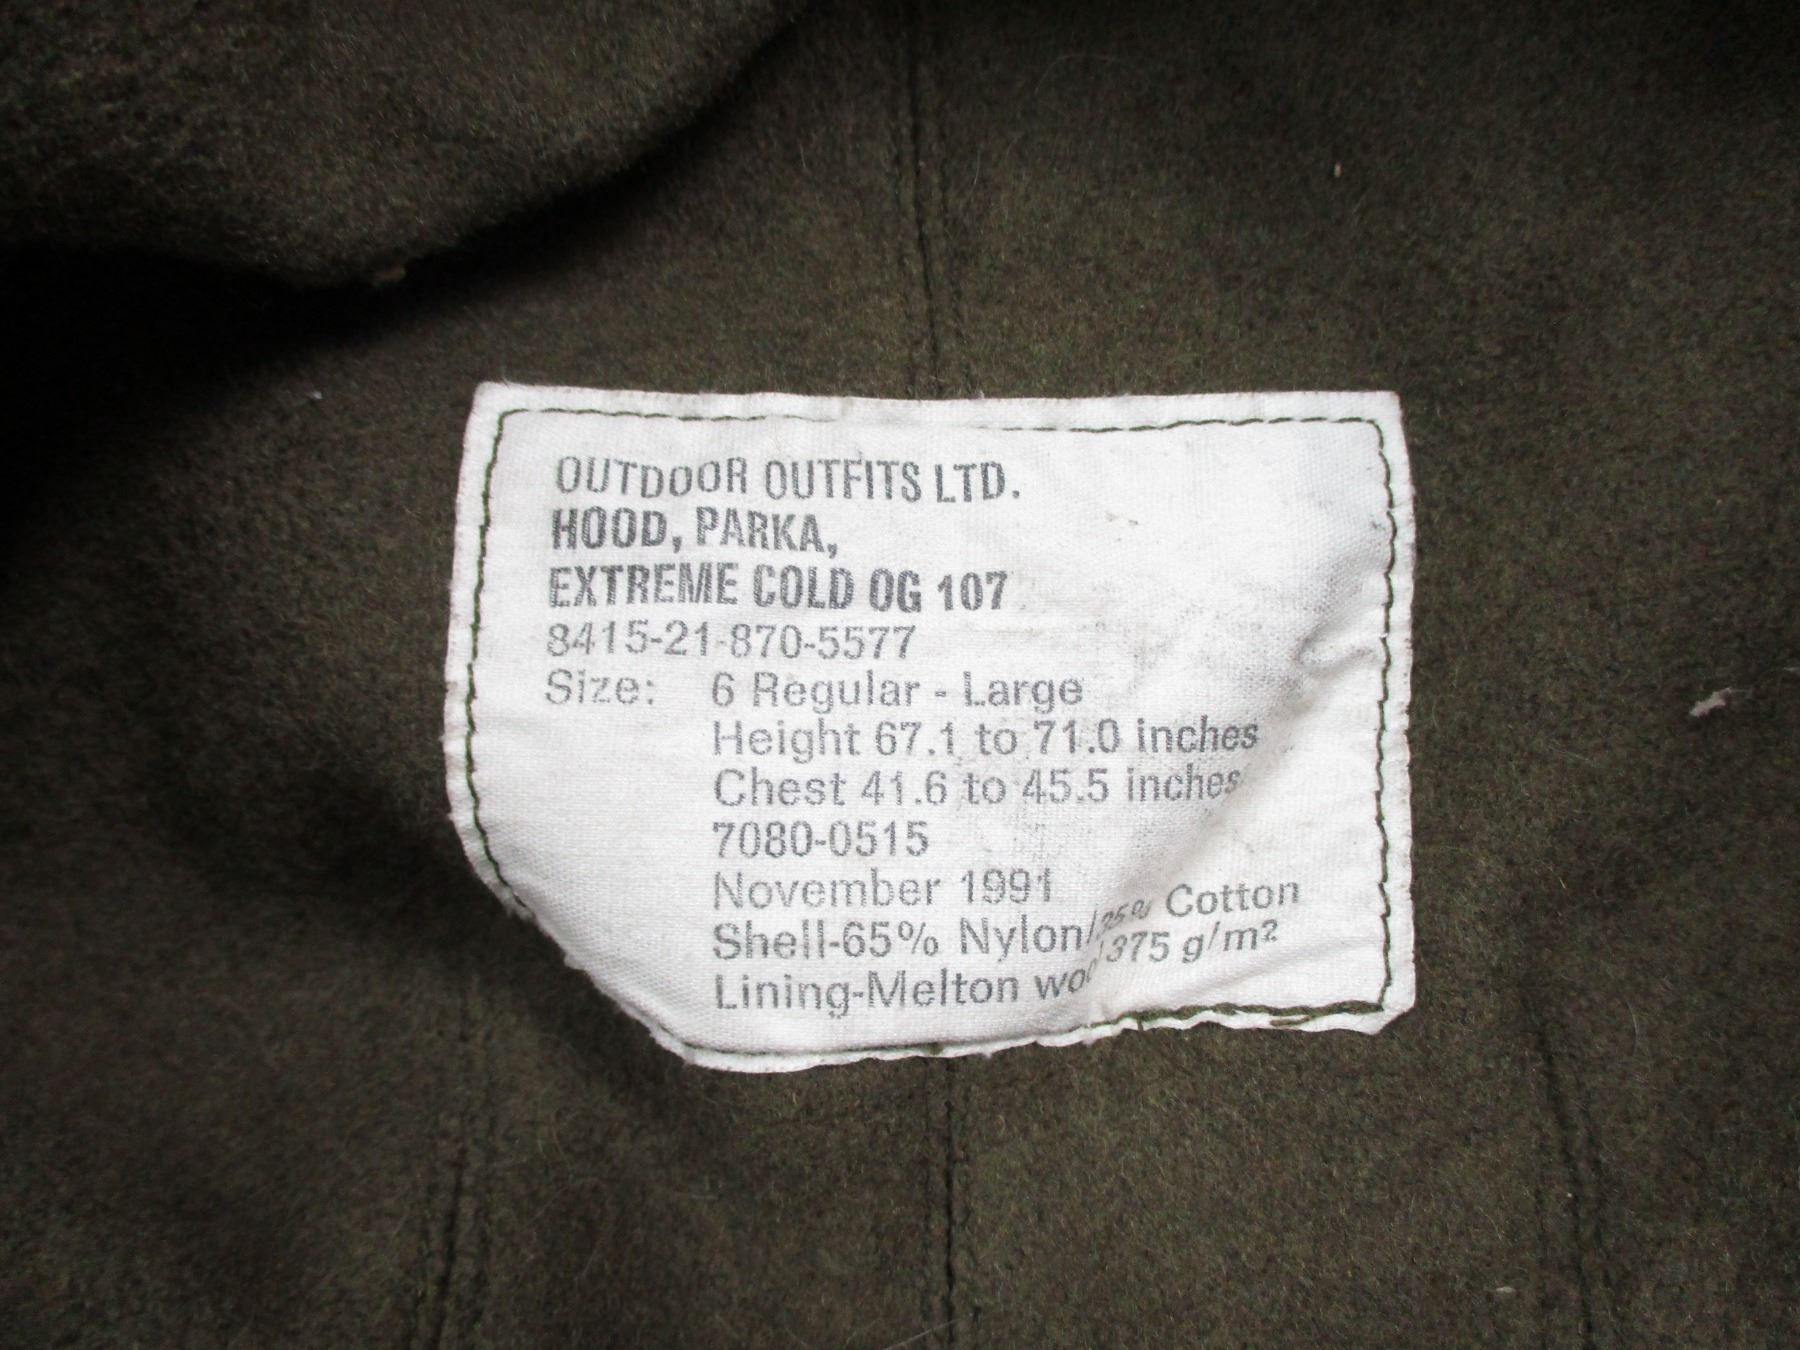 OUTDOOR OUTFITS LTD.
HOOD, PARKA,
EXTREME COLD OG 107
8415-21-870-5577
Size: 6 Regular - Large
Height 67.1 to 71.0 inches
Chest 41.6 to 45.5 inches
7080-0515
November 1991
Shell-65% Nylon/35% Cotton
Lining-Melton wool 375 g/m²